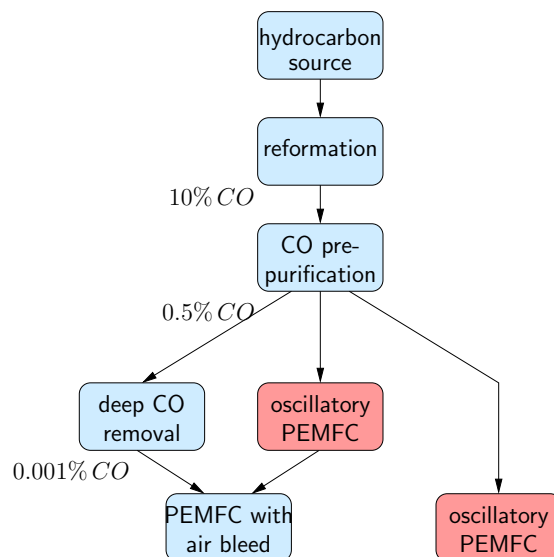 hydrocarbon
source
reformation
10% CO
CO pre-
purification
0.5% CO
deep CO
removal
oscillatory
PEMFC
0.001% CO
PEMFC with
air bleed
oscillatory
PEMFC